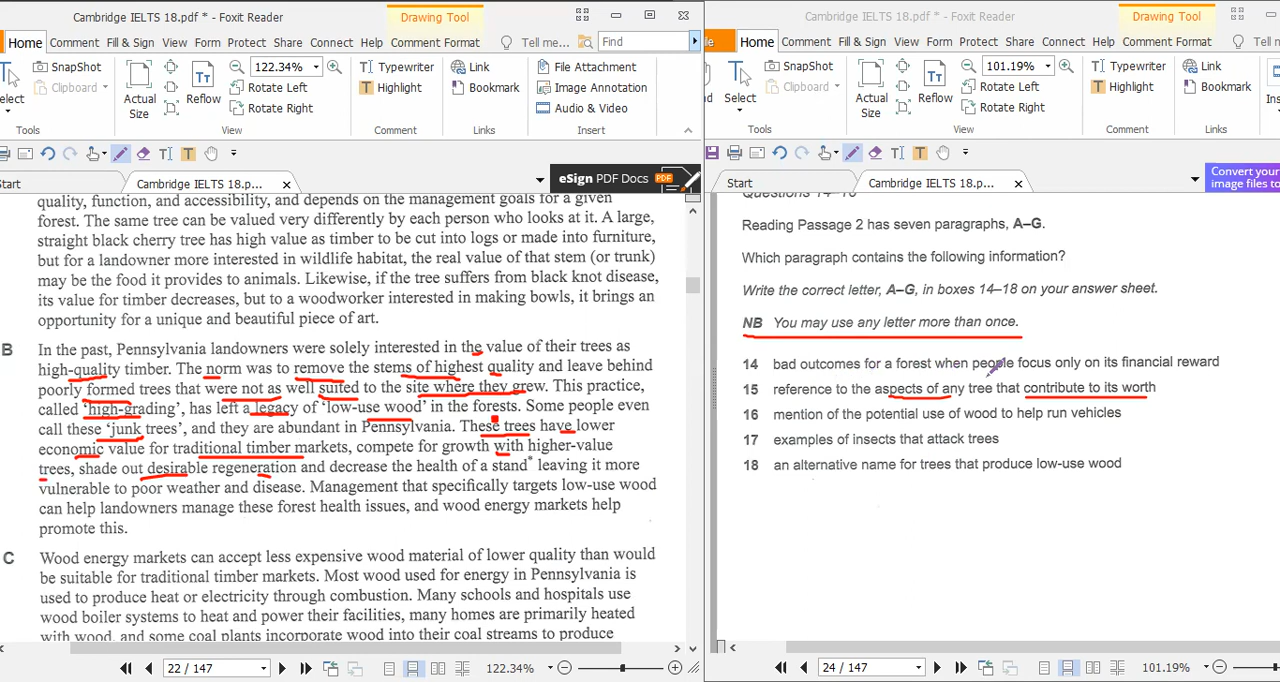 Cambridge IELTS 18.pdf * - Foxit Reader
Drawing Tool
Home Comment Fill & Sign View Form Protect Share Connect Help Comment Format Tell me... Find
SnapShot
Clipboard
Actual Size
Reflow
122.34%
Rotate Left
Rotate Right
Typewriter
Highlight
Link
Bookmark
File Attachment
Image Annotation
Audio & Video
Tools View Comment Links Insert
eSign PDF Docs PDF
Cambridge IELTS 18.p...
quality, function, and accessibility, and depends on the management goals for a given
forest. The same tree can be valued very differently by each person who looks at it. A large,
straight black cherry tree has high value as timber to be cut into logs or made into furniture,
but for a landowner more interested in wildlife habitat, the real value of that stem (or trunk)
may be the food it provides to animals. Likewise, if the tree suffers from black knot disease,
its value for timber decreases, but to a woodworker interested in making bowls, it brings an
opportunity for a unique and beautiful piece of art.
B In the past, Pennsylvania landowners were solely interested in the value of their trees as
high-quality timber. The norm was to remove the stems of highest quality and leave behind
poorly formed trees that were not as well suited to the site where they grew. This practice,
called ‘high-grading’, has left a legacy of ‘low-use wood’ in the forests. Some people even
call these ‘junk trees’, and they are abundant in Pennsylvania. These trees have lower
economic value for traditional timber markets, compete for growth with higher-value
trees, shade out desirable regeneration and decrease the health of a stand* leaving it more
vulnerable to poor weather and disease. Management that specifically targets low-use wood
can help landowners manage these forest health issues, and wood energy markets help
promote this.
C Wood energy markets can accept less expensive wood material of lower quality than would
be suitable for traditional timber markets. Most wood used for energy in Pennsylvania is
used to produce heat or electricity through combustion. Many schools and hospitals use
wood boiler systems to heat and power their facilities, many homes are primarily heated
with wood, and some coal plants incorporate wood into their coal streams to produce
22 / 147 122.34%
Cambridge IELTS 18.pdf * - Foxit Reader
Drawing Tool
Home Comment Fill & Sign View Form Protect Share Connect Help Comment Format
SnapShot
Clipboard
Select
Actual Size
Reflow
101.19%
Rotate Left
Rotate Right
Typewriter
Highlight
Link
Bookmark
Tools View Comment Links
Convert your
image files to
Start
Cambridge IELTS 18.p...
Reading Passage 2 has seven paragraphs, A–G.
Which paragraph contains the following information?
Write the correct letter, A–G, in boxes 14–18 on your answer sheet.
NB You may use any letter more than once.
14 bad outcomes for a forest when people focus only on its financial reward
15 reference to the aspects of any tree that contribute to its worth
16 mention of the potential use of wood to help run vehicles
17 examples of insects that attack trees
18 an alternative name for trees that produce low-use wood
24 / 147 101.19%